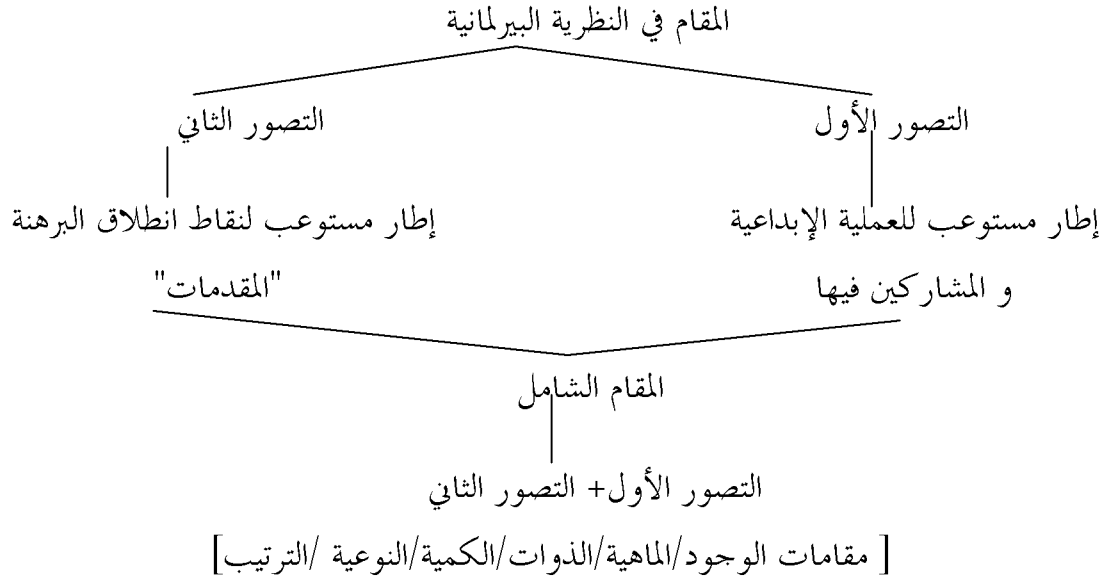 المقام في النظرية البيرلمانية
التصور الأول
التصور الثاني
إطار مستوعب للعملية الإبداعية
و المشاركين فيها
إطار مستوعب لنقاط انطلاق البرهنة
"المقدمات"
المقام الشامل
التصور الأول+ التصور الثاني
[ مقامات الوجود/الماهية/الذوات/الكمية/النوعية /الترتيب]